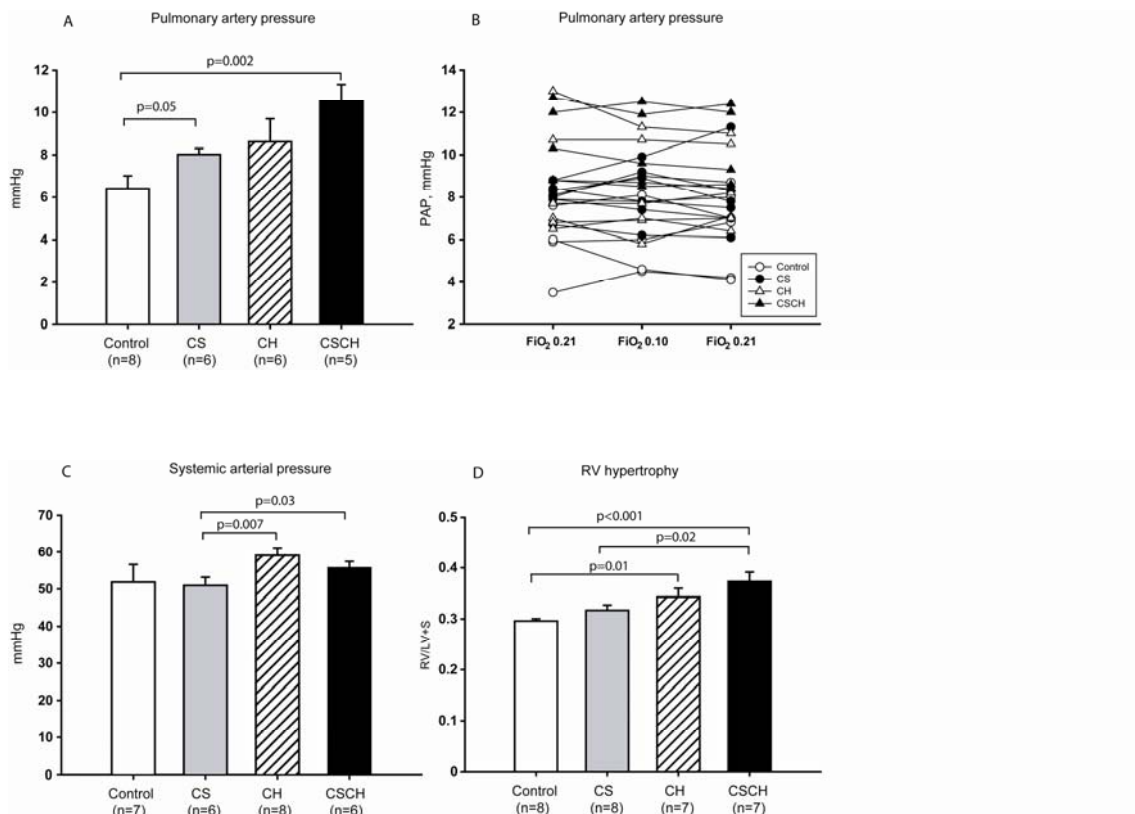 A
Pulmonary artery pressure
p=0.002
p=0.05
12
10
8
6
4
2
0
mmHg
Control
(n=8)
CS
(n=6)
CH
(n=6)
CSCH
(n=5)
B
Pulmonary artery pressure
14
12
10
8
6
4
2
PAP, mmHg
Control
CS
CH
CSCH
FiO2 0.21
FiO2 0.10
FiO2 0.21
C
Systemic arterial pressure
p=0.03
p=0.007
70
60
50
40
30
20
10
0
mmHg
Control
(n=7)
CS
(n=6)
CH
(n=8)
CSCH
(n=6)
D
RV hypertrophy
p<0.001
p=0.02
p=0.01
0.5
0.4
0.3
0.2
0.1
0
RV/LV+S
Control
(n=8)
CS
(n=8)
CH
(n=7)
CSCH
(n=7)